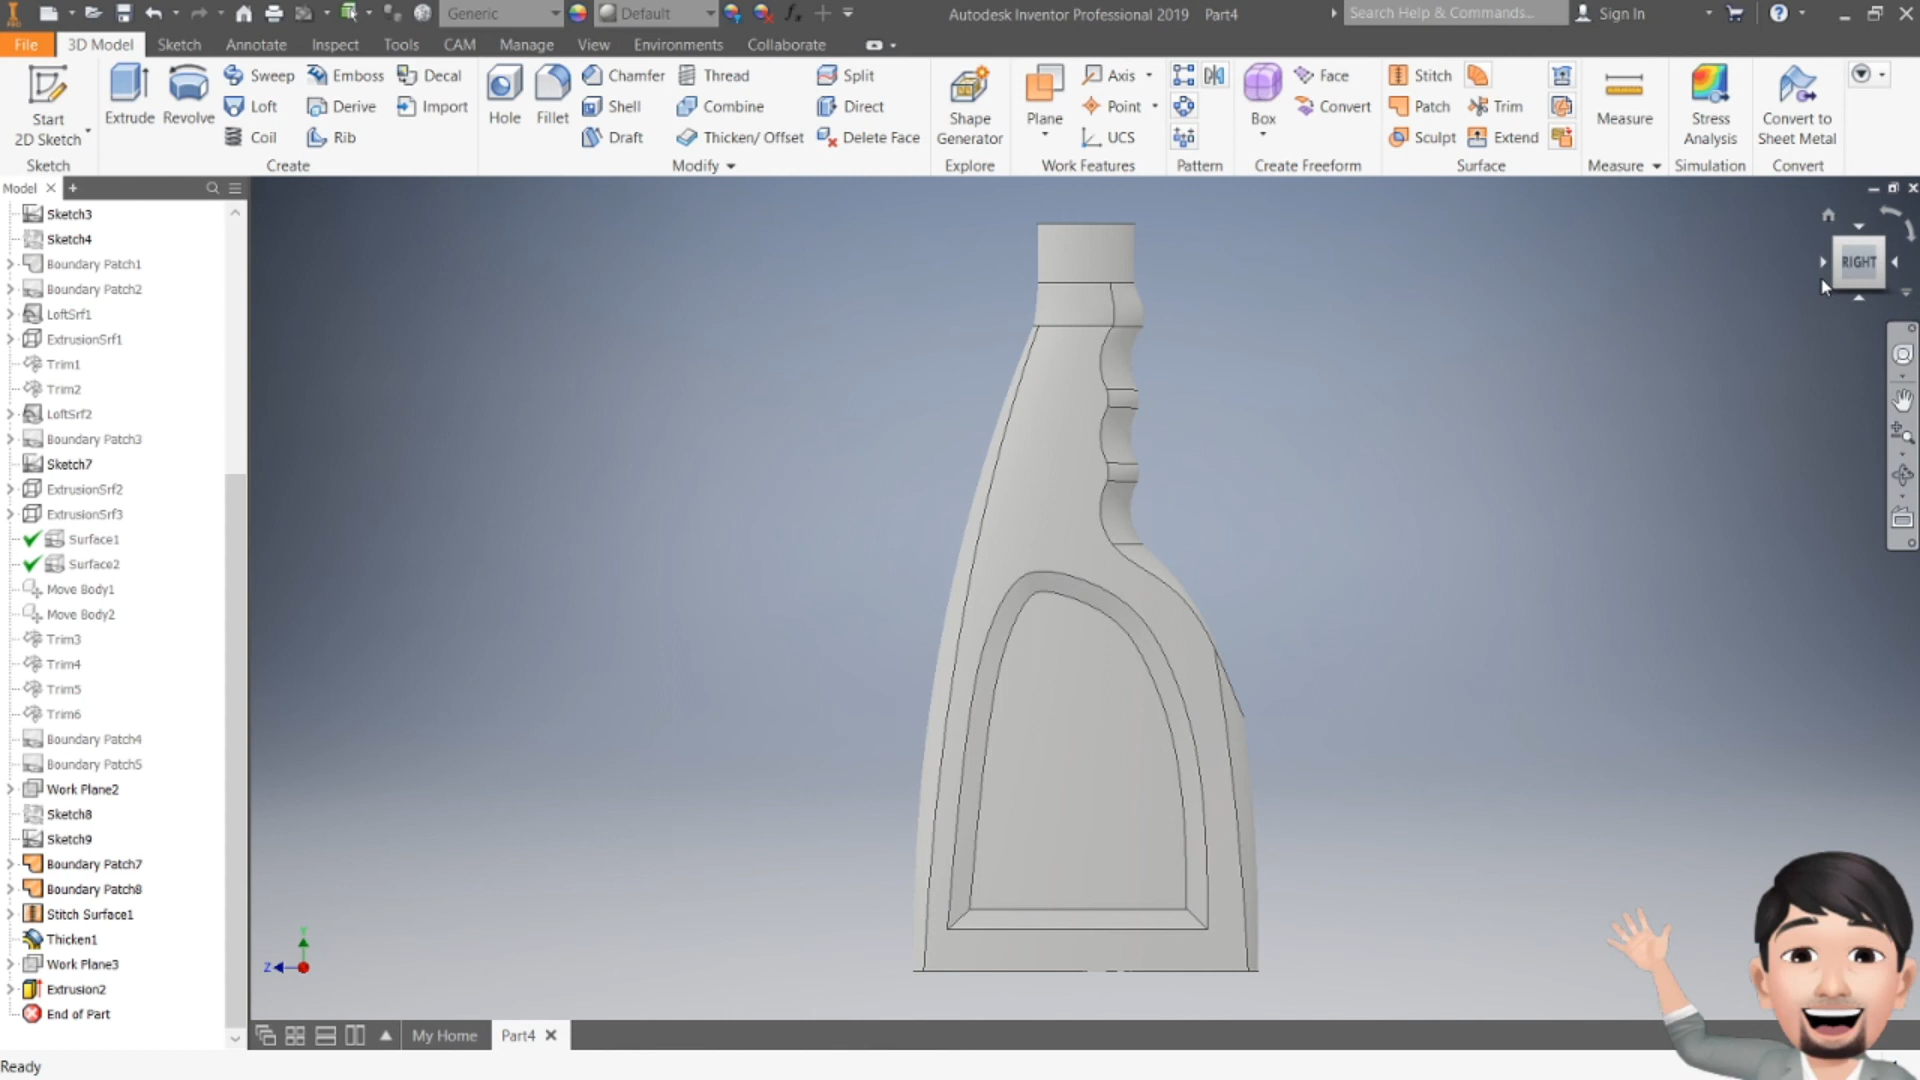 Generic
Default
Autodesk Inventor Professional 2019 Part4
Search Help & Commands...
Sign In
File
3D Model
Sketch
Annotate
Inspect
Tools
CAM
Manage
View
Environments
Collaborate
Start
2D Sketch
Extrude
Revolve
Sweep
Loft
Coil
Emboss
Derive
Rib
Decal
Import
Hole
Fillet
Chamfer
Shell
Draft
Thread
Combine
Thicken/ Offset
Split
Direct
Delete Face
Shape
Generator
Plane
Axis
Point
UCS
Box
Face
Convert
Stitch
Patch
Sculpt
Trim
Extend
Measure
Stress
Analysis
Convert to
Sheet Metal
Sketch
Create
Modify
Explore
Work Features
Pattern
Create Freeform
Surface
Measure
Simulation
Convert
Model
Sketch3
Sketch4
Boundary Patch1
Boundary Patch2
LoftSrf1
ExtrusionSrf1
Trim1
Trim2
LoftSrf2
Boundary Patch3
Sketch7
ExtrusionSrf2
ExtrusionSrf3
Surface1
Surface2
Move Body1
Move Body2
Trim3
Trim4
Trim5
Trim6
Boundary Patch4
Boundary Patch5
Work Plane2
Sketch8
Sketch9
Boundary Patch7
Boundary Patch8
Stitch Surface1
Thicken1
Work Plane3
Extrusion2
End of Part
RIGHT
Y
Z
My Home
Part4
Ready